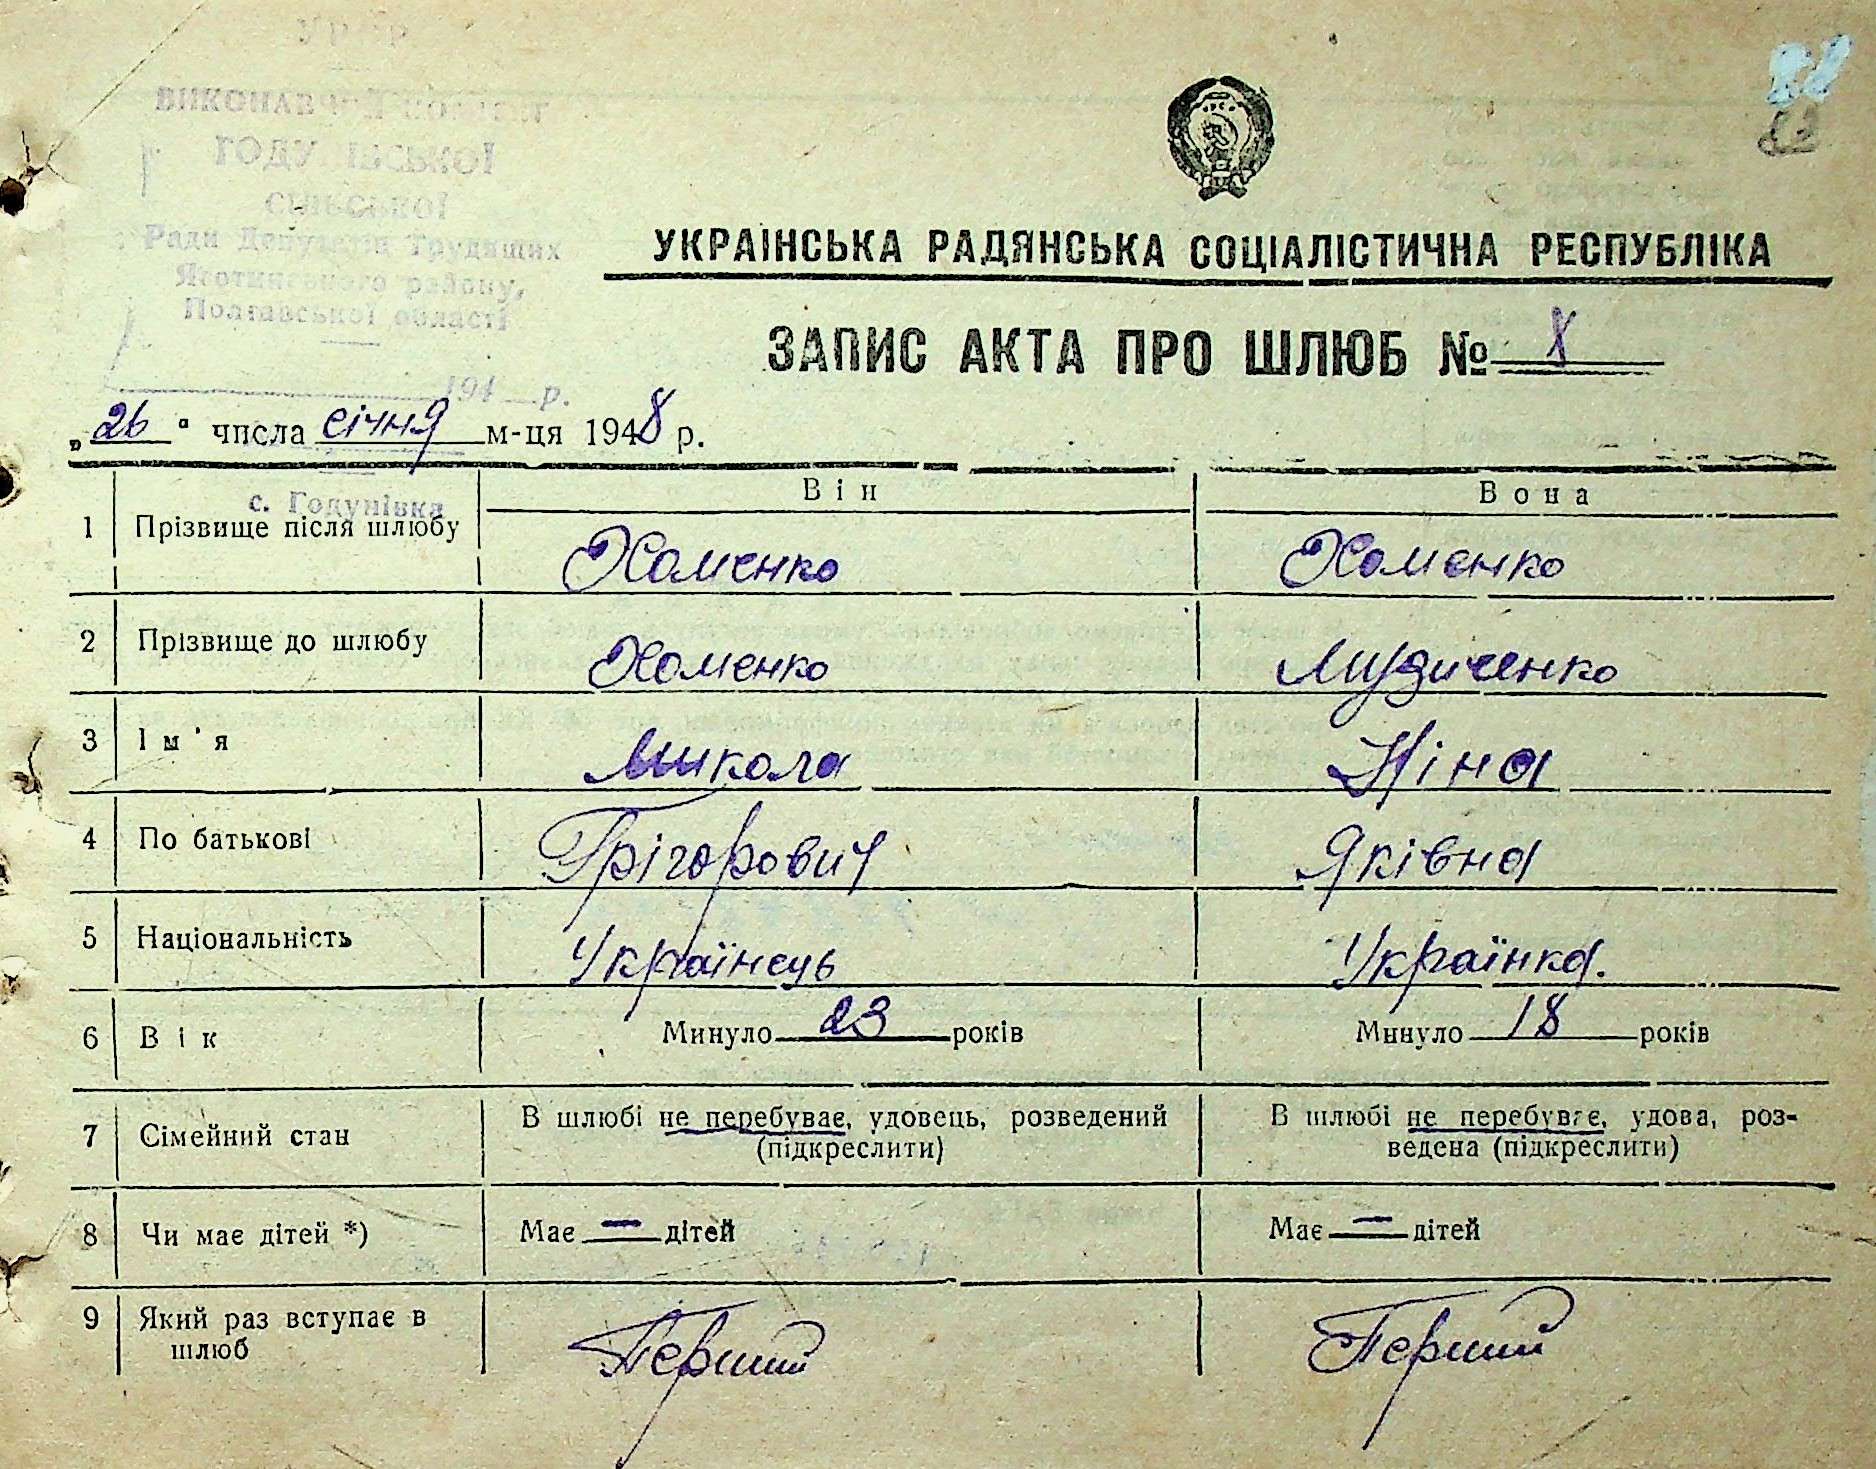 УРСР
ВИКОНАВЧИЙ КОМІТЕТ
ГОДУНІВСЬКОЇ
СІЛЬСЬКОЇ
Ради Депутатів Трудящих
Яготинського району,
Полтавської області
194 р.
с. Годунівка
УКРАЇНСЬКА РАДЯНСЬКА СОЦІАЛІСТИЧНА РЕСПУБЛІКА
ЗАПИС АКТА ПРО ШЛЮБ № 8
„26“ числа січня м-ця 1948 р.
Він Вона
1 Прізвище після шлюбу Хоменко Хоменко
2 Прізвище до шлюбу Хоменко Музиченко
3 Ім'я Микола Ніна
4 По батькові Грігорович Яківна
5 Національність Українець Українка.
6 Вік Минуло 23 років Минуло 18 років
7 Сімейний стан В шлюбі не перебуває, удовець, розведений В шлюбі не перебуває, удова, роз-
(підкреслити) ведена (підкреслити)
8 Чи має дітей *) Має — дітей Має — дітей
9 Який раз вступає в Перший Перший
шлюб